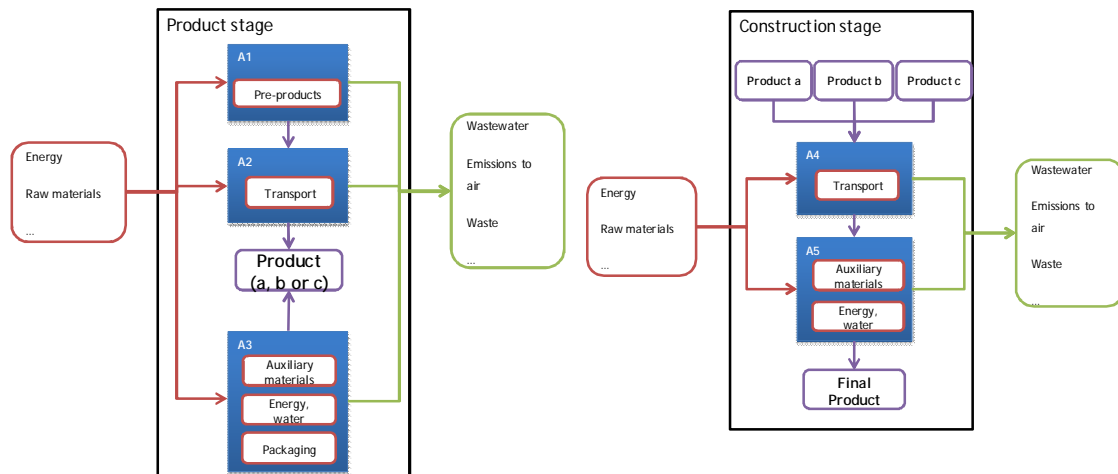 Product stage
A1
Pre-products
Energy
Raw materials
...
A2
Transport
Product
(a, b or c)
A3
Auxiliary
materials
Energy,
water
Packaging
Wastewater
Emissions to
air
Waste
...
Construction stage
Product a
Product b
Product c
Energy
Raw materials
...
A4
Transport
A5
Auxiliary
materials
Energy,
water
Final
Product
Wastewater
Emissions to
air
Waste
...